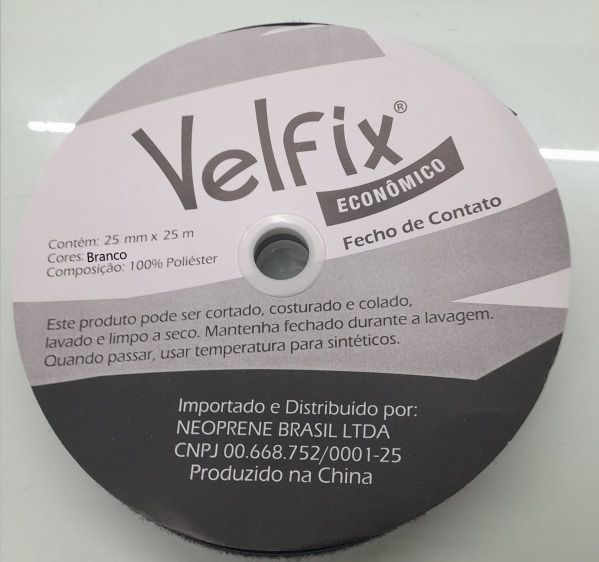 Velfix®
ECONÔMICO
Fecho de Contato
Contém: 25 mm x 25 m
Cores: Branco
Composição: 100% Poliéster
Este produto pode ser cortado, costurado e colado,
lavado e limpo a seco. Mantenha fechado durante a lavagem.
Quando passar, usar temperatura para sintéticos.
Importado e Distribuído por:
NEOPRENE BRASIL LTDA
CNPJ 00.668.752/0001-25
Produzido na China